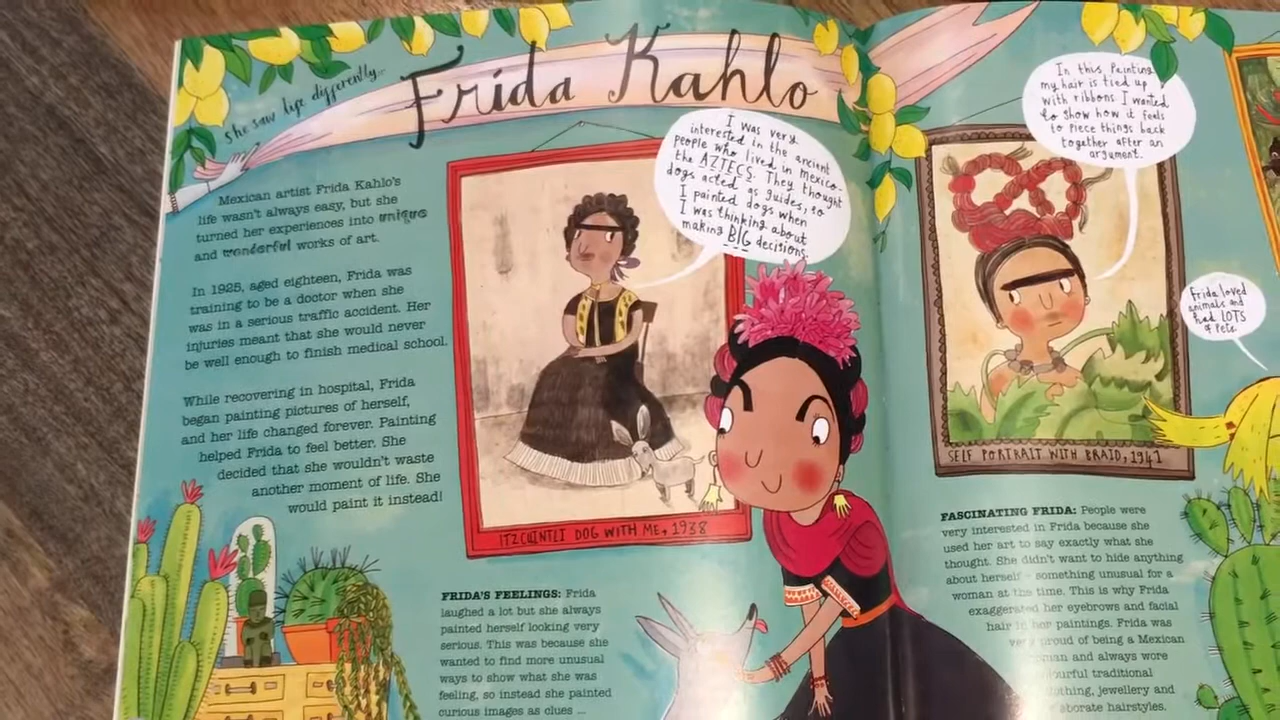 she saw life differently...
Frida Kahlo
Mexican artist Frida Kahlo's
life wasn't always easy, but she
turned her experiences into unique
and wonderful works of art.
In 1925, aged eighteen, Frida was
training to be a doctor when she
was in a serious traffic accident. Her
injuries meant that she would never
be well enough to finish medical school.
While recovering in hospital, Frida
began painting pictures of herself,
and her life changed forever. Painting
helped Frida to feel better. She
decided that she wouldn't waste
another moment of life. She
would paint it instead!
I was very
interested in the ancient
people who lived in Mexico-
the AZTECS. They thought
dogs acted as guides, so
I painted dogs when
I was thinking about
making BIG decisions.
ITZCUINTLI DOG WITH ME, 1938
FRIDA'S FEELINGS: Frida
laughed a lot but she always
painted herself looking very
serious. This was because she
wanted to find more unusual
ways to show what she was
feeling, so instead she painted
curious images as clues ...
In this Painting
my hair is tied up
with ribbons. I wanted
to show how it feels
to piece things back
together after an
argument.
SELF PORTRAIT WITH BRAID, 1941
Frida loved
animals and
had LOTS
of Pets.
FASCINATING FRIDA: People were
very interested in Frida because she
used her art to say exactly what she
thought. She didn't want to hide anything
about herself – something unusual for a
woman at the time. This is why Frida
exaggerated her eyebrows and facial
hair in her paintings. Frida was
very proud of being a Mexican
woman and always wore
colourful traditional
clothing, jewellery and
elaborate hairstyles.